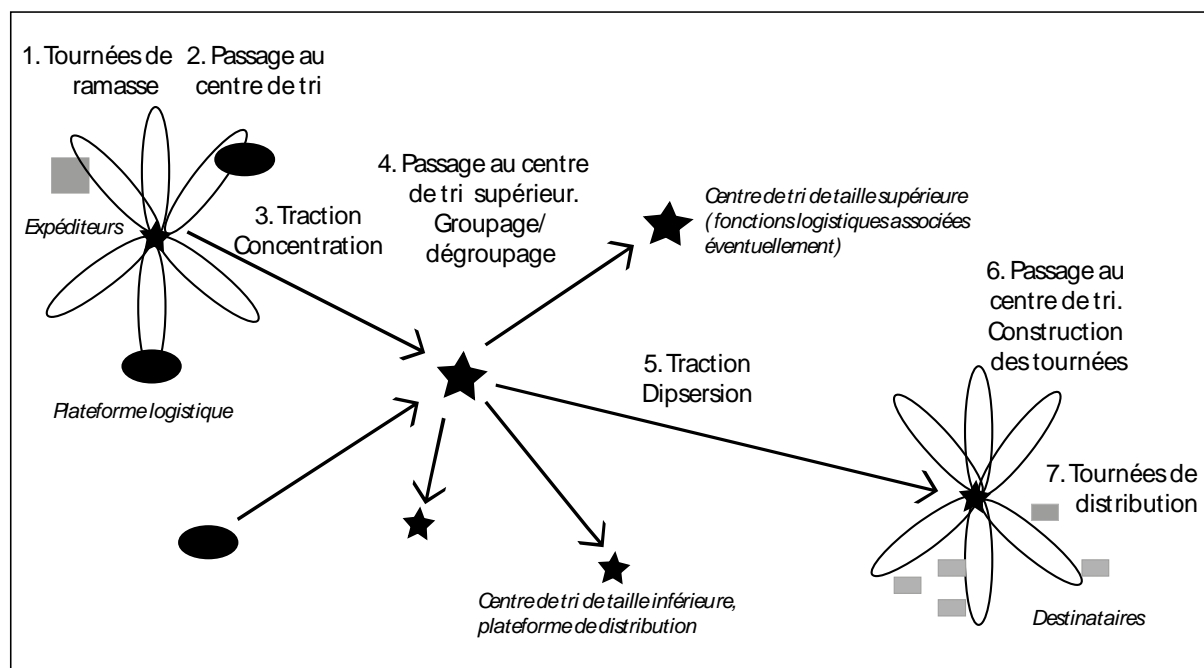 1. Tournées de
ramasse
2. Passage au
centre de tri
Expéditeurs
3. Traction
Concentration
Plateforme logistique
4. Passage au centre
de tri supérieur.
Groupage/
dégroupage
Centre de tri de taille supérieure
( fonctions logistiques associées
éventuellement)
5. Traction
Dipsersion
Centre de tri de taille inférieure,
plateforme de distribution
6. Passage au
centre de tri.
Construction
des tournées
7. Tournées de
distribution
Destinataires